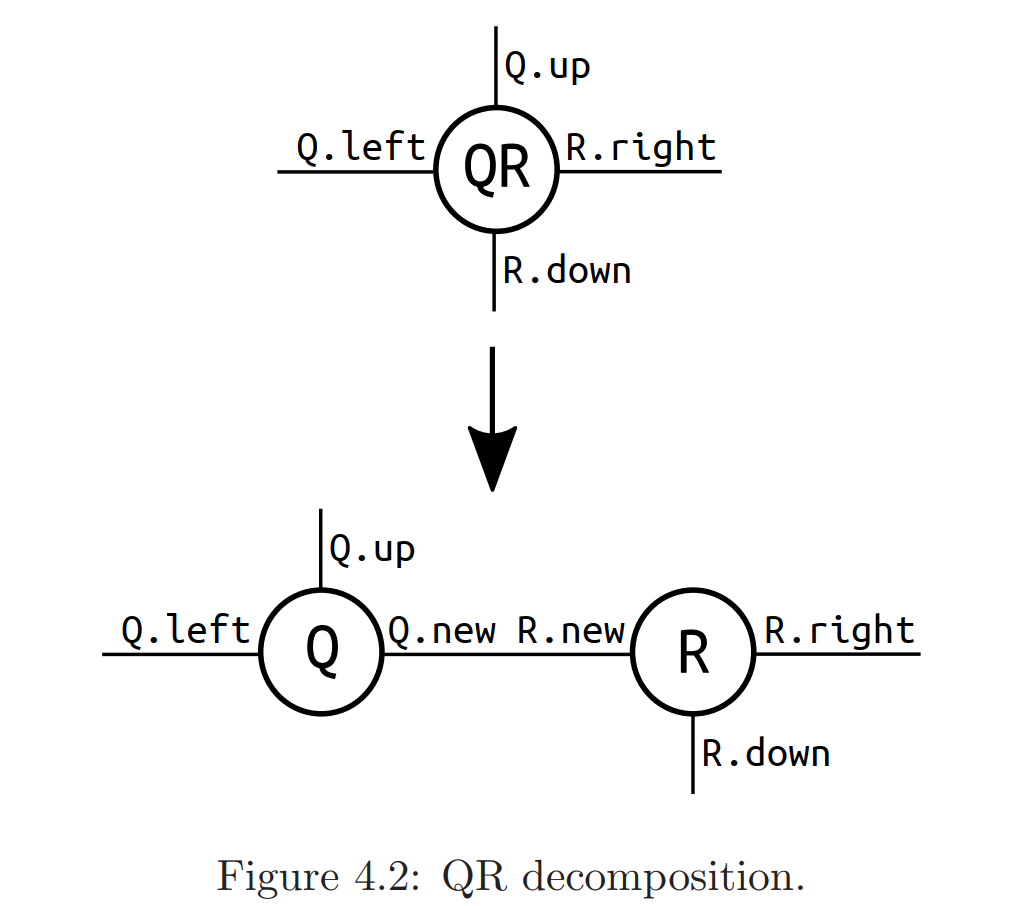 Q.up
Q.left QR R.right
R.down
Q.up
Q.left Q Q.new R.new R R.right
R.down
Figure 4.2: QR decomposition.